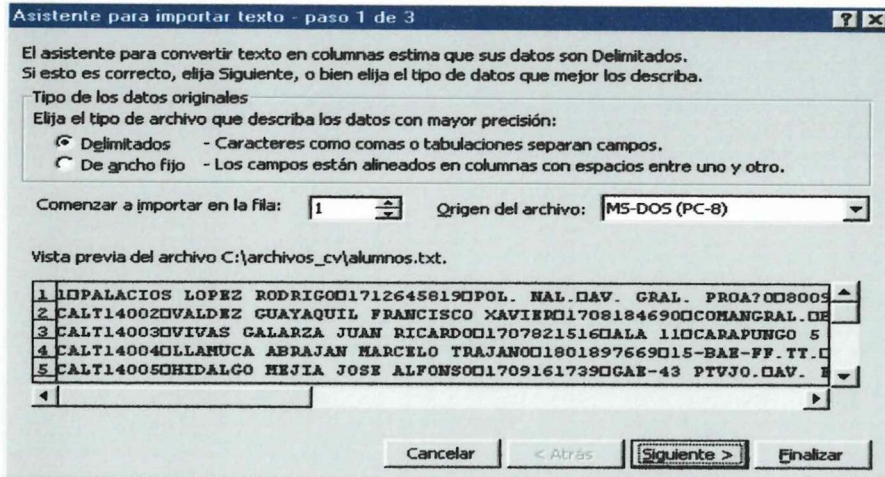 Asistente para importar texto - paso 1 de 3
El asistente para convertir texto en columnas estima que sus datos son Delimitados.
Si esto es correcto, elija Siguiente, o bien elija el tipo de datos que mejor los describa.
Tipo de los datos originales
Elija el tipo de archivo que describa los datos con mayor precisión:
Delimitados - Caracteres como comas o tabulaciones separan campos.
De ancho fijo - Los campos están alineados en columnas con espacios entre uno y otro.
Comenzar a importar en la fila: 1 Origen del archivo: MS-DOS (PC-8)
Vista previa del archivo C:\archivos_cv\alumnos.txt.
1 1□PALACIOS LOPEZ RODRIGO□1712645819□POL. NAL.□AV. GRAL. PROA?O□8009
2 CALT14002□VALDEZ GUAYAQUIL FRANCISCO XAVIER□1708184690□COMANGRAL.□E
3 CALT14003□VIVAS GALARZA JUAN RICARDO□1707821516□ALA 11□CARAPUNGO 5
4 CALT14004□LLAMUCA ABRAJAN MARCELO TRAJANO□1801897669□15-BAE-FF.TT.□
5 CALT14005□HIDALGO MEJIA JOSE ALFONSO□1709161739□GAE-43 PTVJO.□AV. E
Cancelar < Atrás Siguiente > Finalizar